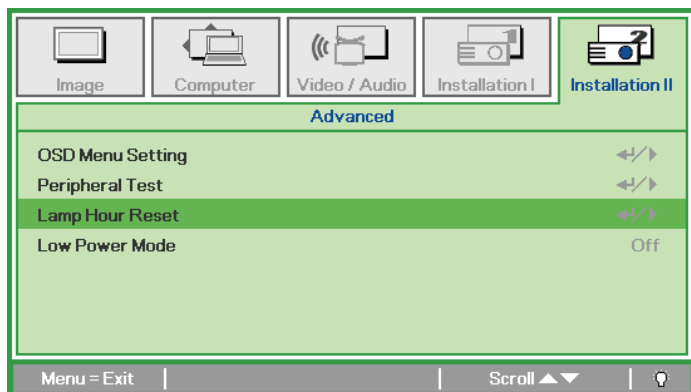 Image Computer Video / Audio Installation I Installation II
Advanced
OSD Menu Setting
Peripheral Test
Lamp Hour Reset
Low Power Mode Off
Menu = Exit Scroll